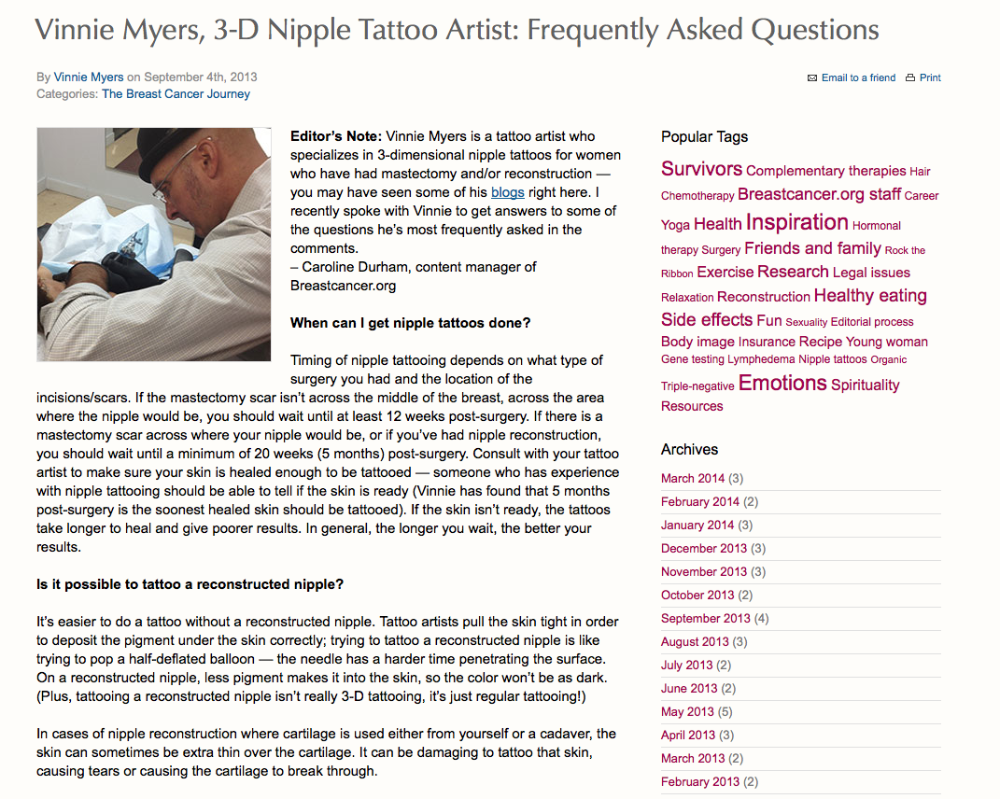 Vinnie Myers, 3-D Nipple Tattoo Artist: Frequently Asked Questions
By Vinnie Myers on September 4th, 2013
Categories: The Breast Cancer Journey
Email to a friend Print
Editor's Note: Vinnie Myers is a tattoo artist who
specializes in 3-dimensional nipple tattoos for women
who have had mastectomy and/or reconstruction —
you may have seen some of his blogs right here. I
recently spoke with Vinnie to get answers to some of
the questions he's most frequently asked in the
comments.
– Caroline Durham, content manager of
Breastcancer.org
When can I get nipple tattoos done?
Timing of nipple tattooing depends on what type of
surgery you had and the location of the
incisions/scars. If the mastectomy scar isn't across the middle of the breast, across the area
where the nipple would be, you should wait until at least 12 weeks post-surgery. If there is a
mastectomy scar across where your nipple would be, or if you've had nipple reconstruction,
you should wait until a minimum of 20 weeks (5 months) post-surgery. Consult with your tattoo
artist to make sure your skin is healed enough to be tattooed — someone who has experience
with nipple tattooing should be able to tell if the skin is ready (Vinnie has found that 5 months
post-surgery is the soonest healed skin should be tattooed). If the skin isn't ready, the tattoos
take longer to heal and give poorer results. In general, the longer you wait, the better your
results.
Is it possible to tattoo a reconstructed nipple?
It's easier to do a tattoo without a reconstructed nipple. Tattoo artists pull the skin tight in order
to deposit the pigment under the skin correctly; trying to tattoo a reconstructed nipple is like
trying to pop a half-deflated balloon — the needle has a harder time penetrating the surface.
On a reconstructed nipple, less pigment makes it into the skin, so the color won't be as dark.
(Plus, tattooing a reconstructed nipple isn't really 3-D tattooing, it's just regular tattooing!)
In cases of nipple reconstruction where cartilage is used either from yourself or a cadaver, the
skin can sometimes be extra thin over the cartilage. It can be damaging to tattoo that skin,
causing tears or causing the cartilage to break through.
Popular Tags
Survivors Complementary therapies Hair
Chemotherapy Breastcancer.org staff Career
Yoga Health Inspiration Hormonal
therapy Surgery Friends and family Rock the
Ribbon Exercise Research Legal issues
Relaxation Reconstruction Healthy eating
Side effects Fun Sexuality Editorial process
Body image Insurance Recipe Young woman
Gene testing Lymphedema Nipple tattoos Organic
Triple-negative Emotions Spirituality
Resources
Archives
March 2014 (3)
February 2014 (2)
January 2014 (3)
December 2013 (3)
November 2013 (3)
October 2013 (2)
September 2013 (4)
August 2013 (3)
July 2013 (2)
June 2013 (2)
May 2013 (5)
April 2013 (3)
March 2013 (2)
February 2013 (2)